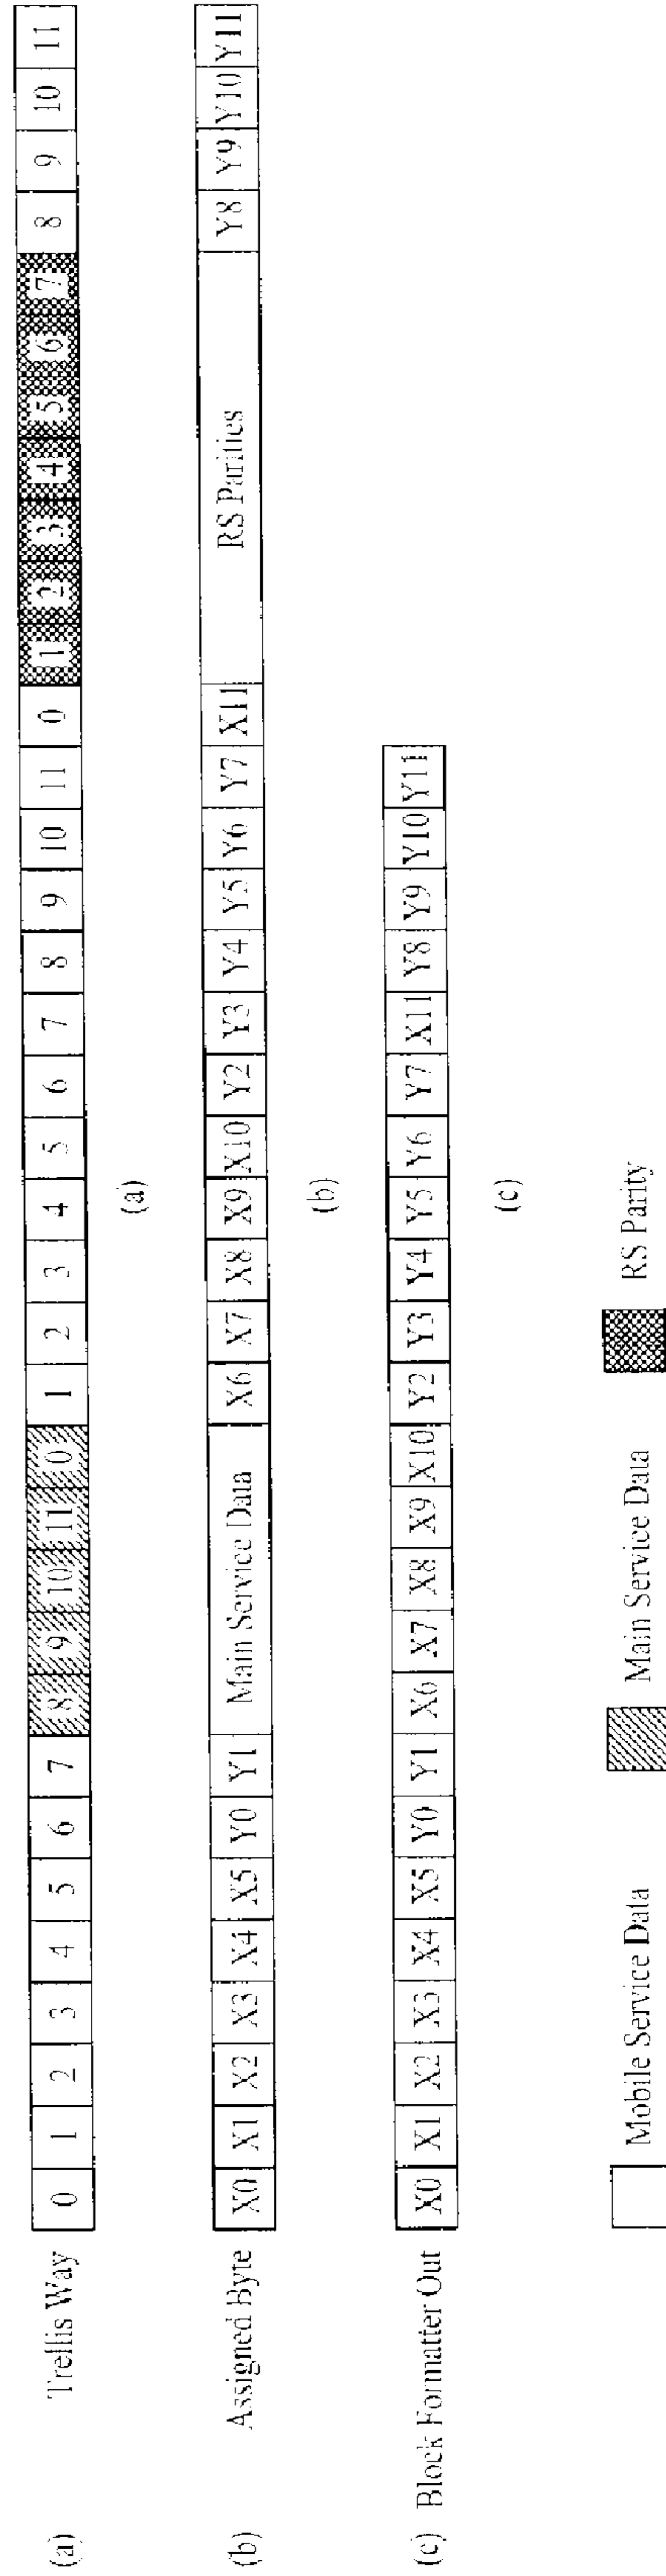 (a) Trellis Way 0 1 2 3 4 5 6 7 8 9 10 11 0 1 2 3 4 5 6 7 8 9 10 11 0 1 2 3 4 5 6 7 8 9 10 11
(a)
(b) Assigned Byte X0 X1 X2 X3 X4 X5 Y0 Y1 Main Service Data X6 X7 X8 X9 X10 Y2 Y3 Y4 Y5 Y6 Y7 X11 RS Parities Y8 Y9 Y10 Y11
(b)
(c) Block Formatter Out X0 X1 X2 X3 X4 X5 Y0 Y1 X6 X7 X8 X9 X10 Y2 Y3 Y4 Y5 Y6 Y7 X11 Y8 Y9 Y10 Y11
(c)
Mobile Service Data Main Service Data RS Parity